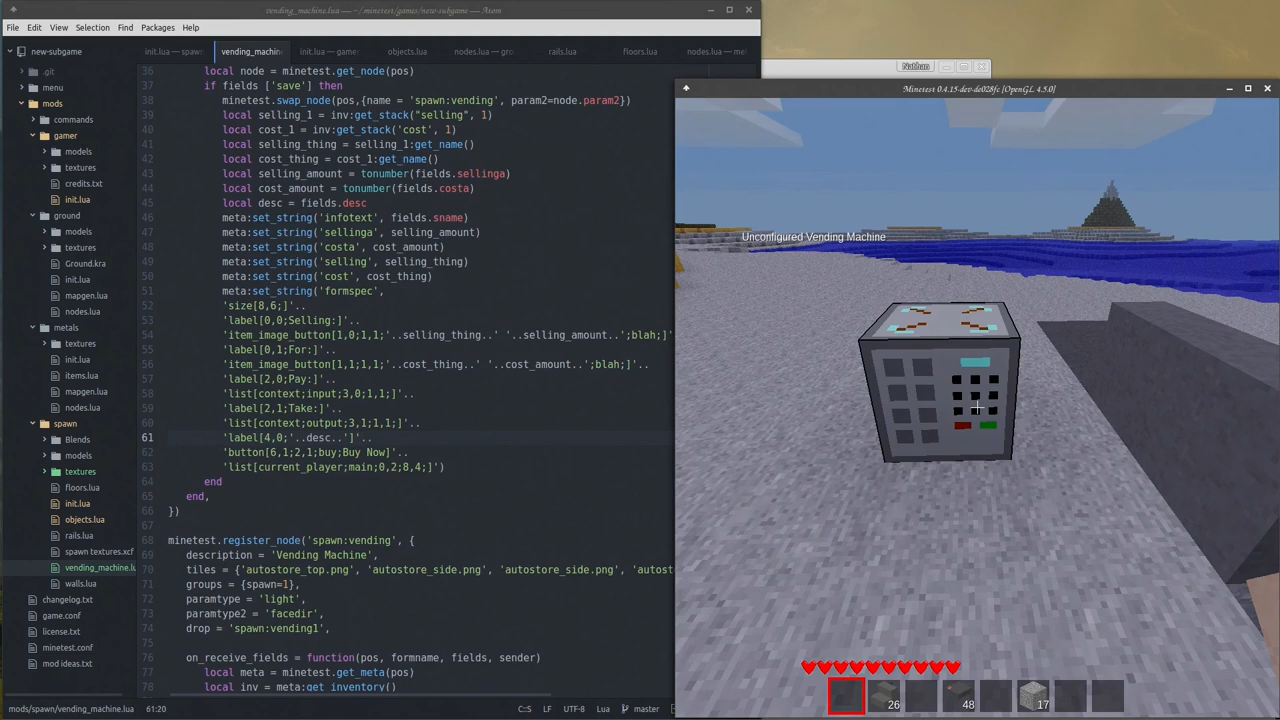 vending_machine.lua — ~/minetest/games/new-subgame — Atom
File Edit View Selection Find Packages
new-subgame
.git
menu
mods
commands
gamer
models
textures
credits.txt
init.lua
ground
models
textures
Ground.kra
init.lua
mapgen.lua
nodes.lua
metals
textures
init.lua
items.lua
mapgen.lua
nodes.lua
spawn
Blends
Models
textures
floors.lua
init.lua
objects.lua
rails.lua
spawn textures.xcf
vending_machine.lu
walls.lua
changelog.txt
game.conf
license.txt
minetest.conf
mod ideas.txt
init.lua — spawn vending_machin init.lua — game objects.lua nodes.lua — gro rails.lua floors.lua nodes.lua — me
36 local node = minetest.get_node(pos)
37 if fields ['save'] then
38 minetest.swap_node(pos,{name = 'spawn:vending', param2=node.param2})
39 local selling_1 = inv:get_stack("selling", 1)
40 local cost_1 = inv:get_stack('cost', 1)
41 local selling_thing = selling_1:get_name()
42 local cost_thing = cost_1:get_name()
43 local selling_amount = tonumber(fields.sellinga)
44 local cost_amount = tonumber(fields.costa)
45 local desc = fields.desc
46 meta:set_string('infotext', fields.sname)
47 meta:set_string('sellinga', selling_amount)
48 meta:set_string('costa', cost_amount)
49 meta:set_string('selling', selling_thing)
50 meta:set_string('cost', cost_thing)
51 meta:set_string('formspec',
52 'size[8,6;]'..
53 'label[0,0;Selling:]'..
54 'item_image_button[1,0;1,1;'..selling_thing..' '..selling_amount..';blah;]'
55 'label[0,1;For:]'..
56 'item_image_button[1,1;1,1;'..cost_thing..' '..cost_amount..';blah;]'..
57 'label[2,0;Pay:]'..
58 'list[context;input;3,0;1,1;]'..
59 'label[2,1;Take:]'..
60 'list[context;output;3,1;1,1;]'..
61 'label[4,0;'..desc..']'..
62 'button[6,1;2,1;buy;Buy Now]'..
63 'list[current_player;main;0,2;8,4;]')
64 end
65 end,
66 })
67
68 minetest.register_node('spawn:vending', {
69 description = 'Vending Machine',
70 tiles = {'autostore_top.png', 'autostore_side.png', 'autostore_side.png', 'autost
71 groups = {spawn=1},
72 paramtype = 'light',
73 paramtype2 = 'facedir',
74 drop = 'spawn:vending1',
75
76 on_receive_fields = function(pos, formname, fields, sender)
77 local meta = minetest.get_meta(pos)
78 local inv = meta:get_inventory()
mods/spawn/vending_machine.lua 61:20 LF UTF-8 Lua master
Nathan
Minetest 0.4.15-dev-de028fc [OpenGL 4.5.0]
Unconfigured Vending Machine
26 48 17